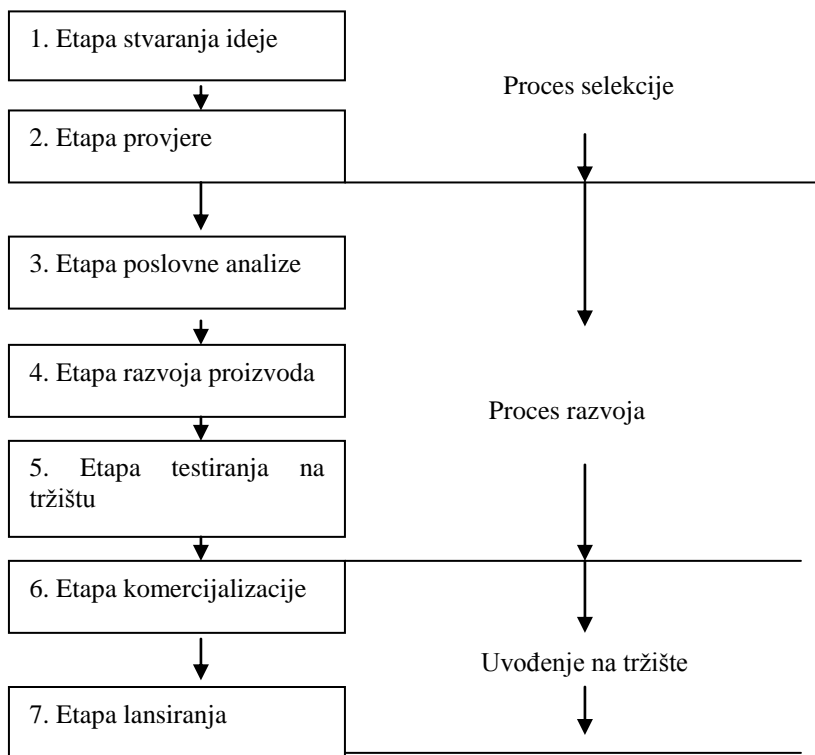 1. Etapa stvaranja ideje
Proces selekcije
2. Etapa provjere
3. Etapa poslovne analize
4. Etapa razvoja proizvoda
Proces razvoja
5. Etapa testiranja na
tržištu
6. Etapa komercijalizacije
Uvođenje na tržište
7. Etapa lansiranja